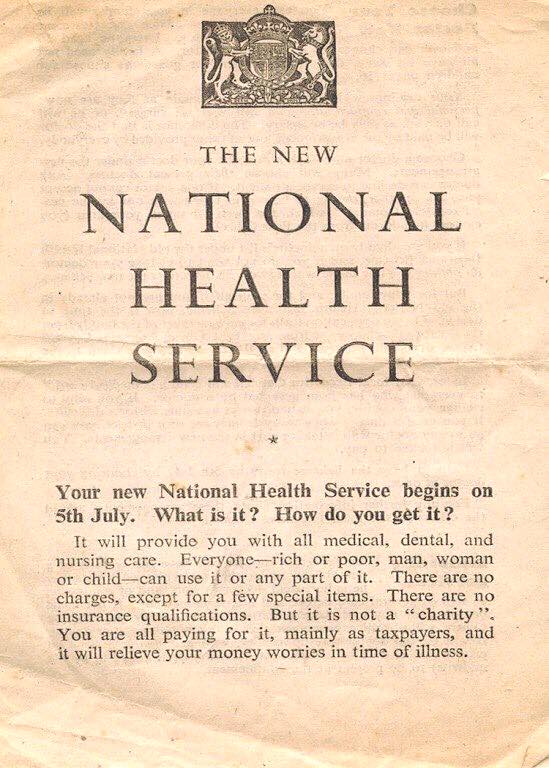 THE NEW
NATIONAL
HEALTH
SERVICE
*
Your new National Health Service begins on
5th July. What is it? How do you get it?
It will provide you with all medical, dental, and
nursing care. Everyone—rich or poor, man, woman
or child—can use it or any part of it. There are no
charges, except for a few special items. There are no
insurance qualifications. But it is not a “charity”.
You are all paying for it, mainly as taxpayers, and
it will relieve your money worries in time of illness.